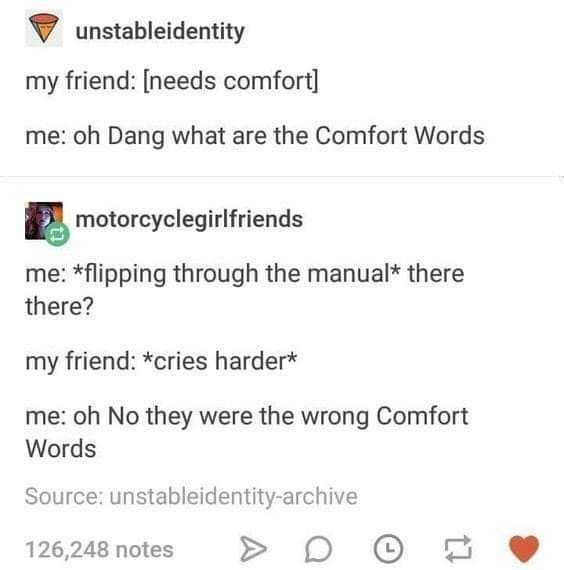 unstableidentity
my friend: [needs comfort]
me: oh Dang what are the Comfort Words
motorcyclegirlfriends
me: *flipping through the manual* there
there?
my friend: *cries harder*
me: oh No they were the wrong Comfort
Words
Source: unstableidentity-archive
126,248 notes